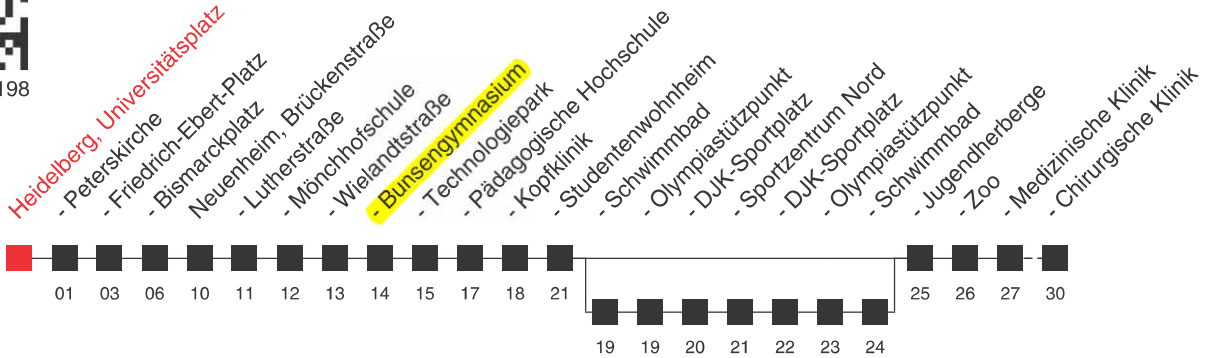 198
Heidelberg, Universitätsplatz
- Peterskirche
- Friedrich-Ebert-Platz
- Bismarckplatz
Neuenheim, Brückenstraße
- Lutherstraße
- Mönchhofschule
- Wielandtstraße
- Bunsengymnasium
- Technologiepark
- Pädagogische Hochschule
- Kopfklinik
- Studentenwohnheim
- Schwimmbad
- Olympiastützpunkt
- DJK-Sportplatz
- Sportzentrum Nord
- DJK-Sportplatz
- Olympiastützpunkt
- Schwimmbad
- Jugendherberge
- Zoo
- Medizinische Klinik
- Chirurgische Klinik
01 03 06 10 11 12 13 14 15 17 18 21 25 26 27 30
19 19 20 21 22 23 24